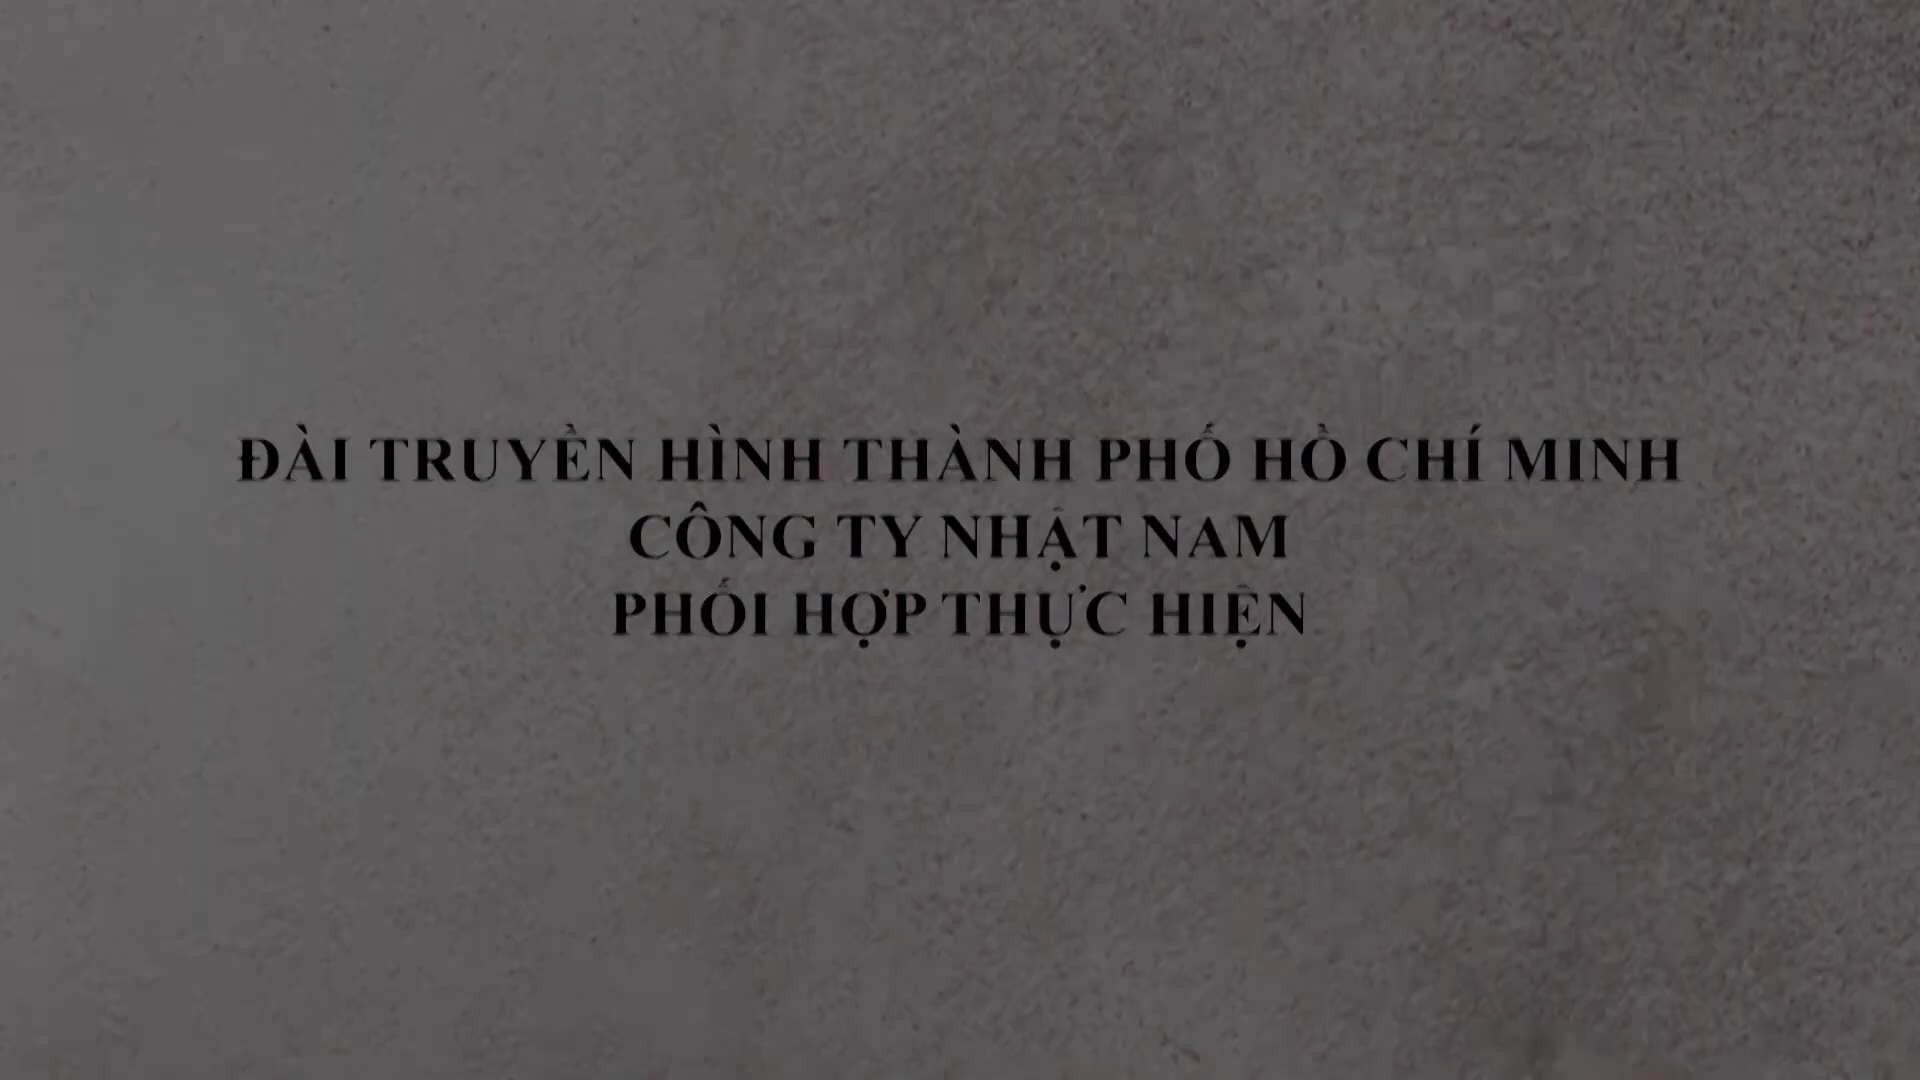 ĐÀI TRUYỀN HÌNH THÀNH PHỐ HỒ CHÍ MINH
CÔNG TY NHẬT NAM
PHỐI HỢP THỰC HIỆN